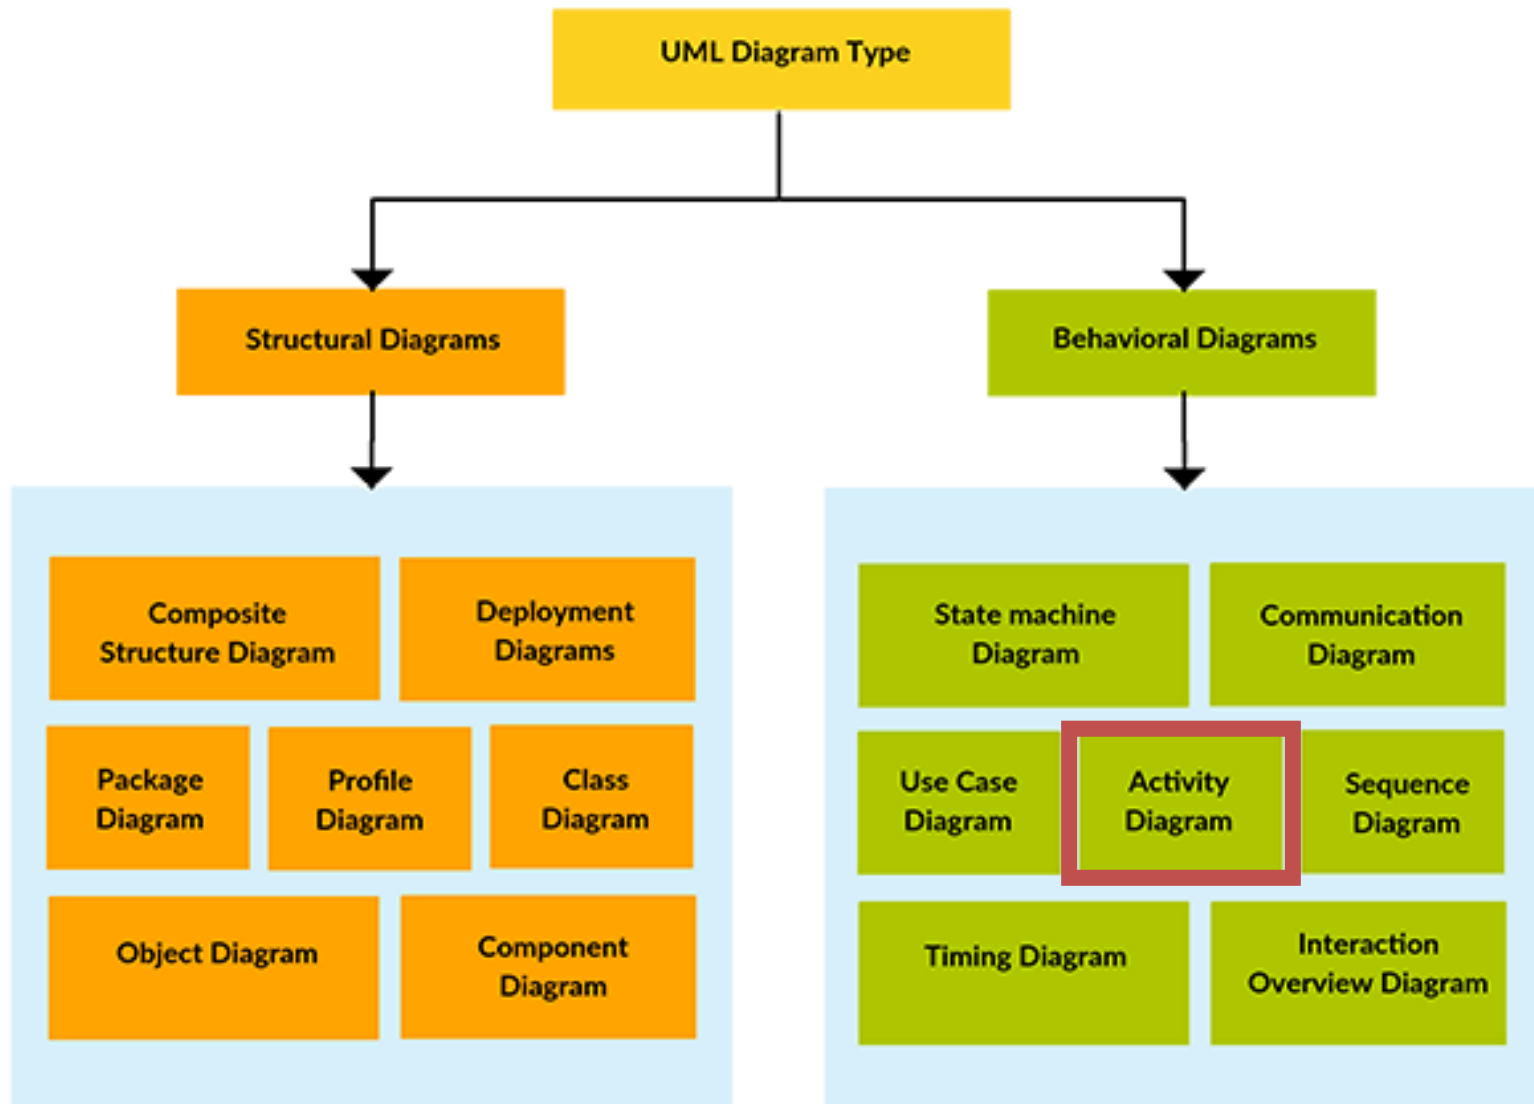 UML Diagram Type
Structural Diagrams
Behavioral Diagrams
Composite
Structure Diagram
Deployment
Diagrams
Package
Diagram
Profile
Diagram
Class
Diagram
Object Diagram
Component
Diagram
State machine
Diagram
Communication
Diagram
Use Case
Diagram
Activity
Diagram
Sequence
Diagram
Timing Diagram
Interaction
Overview Diagram